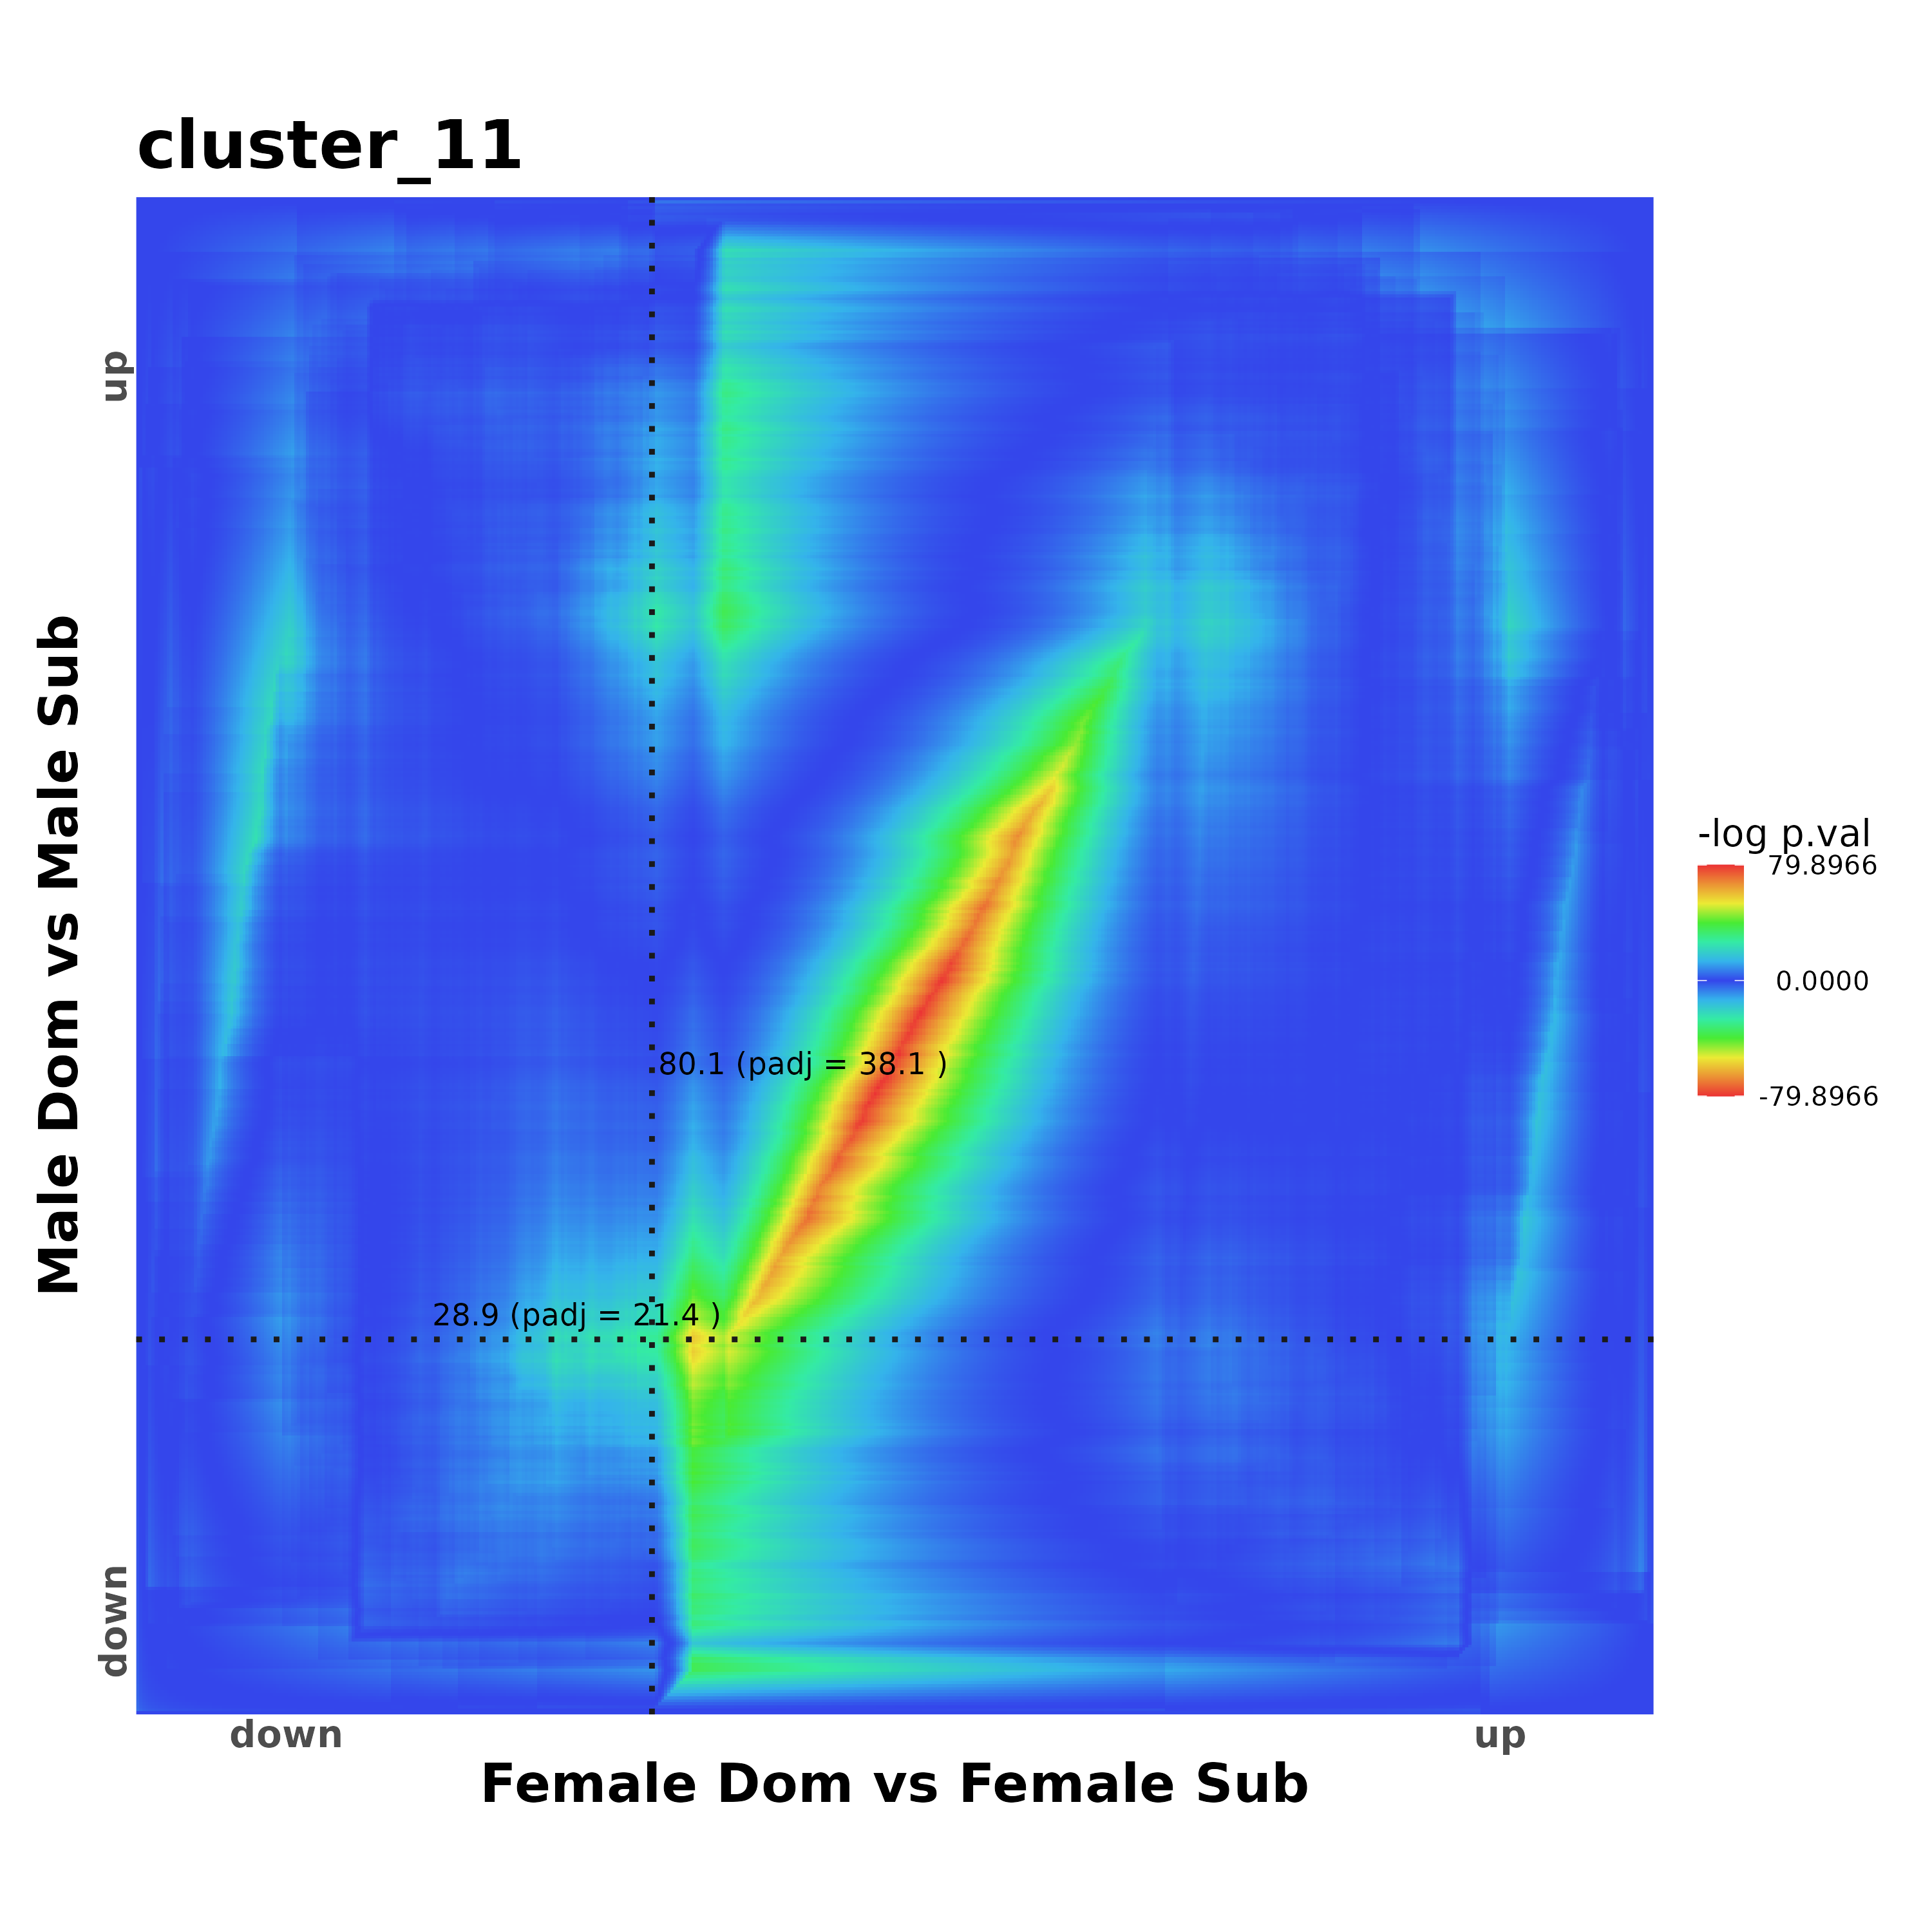 cluster_11
up
Male Dom vs Male Sub
down
80.1 (padj = 38.1 )
28.9 (padj = 21.4 )
-log p.val
79.8966
0.0000
-79.8966
down
up
Female Dom vs Female Sub